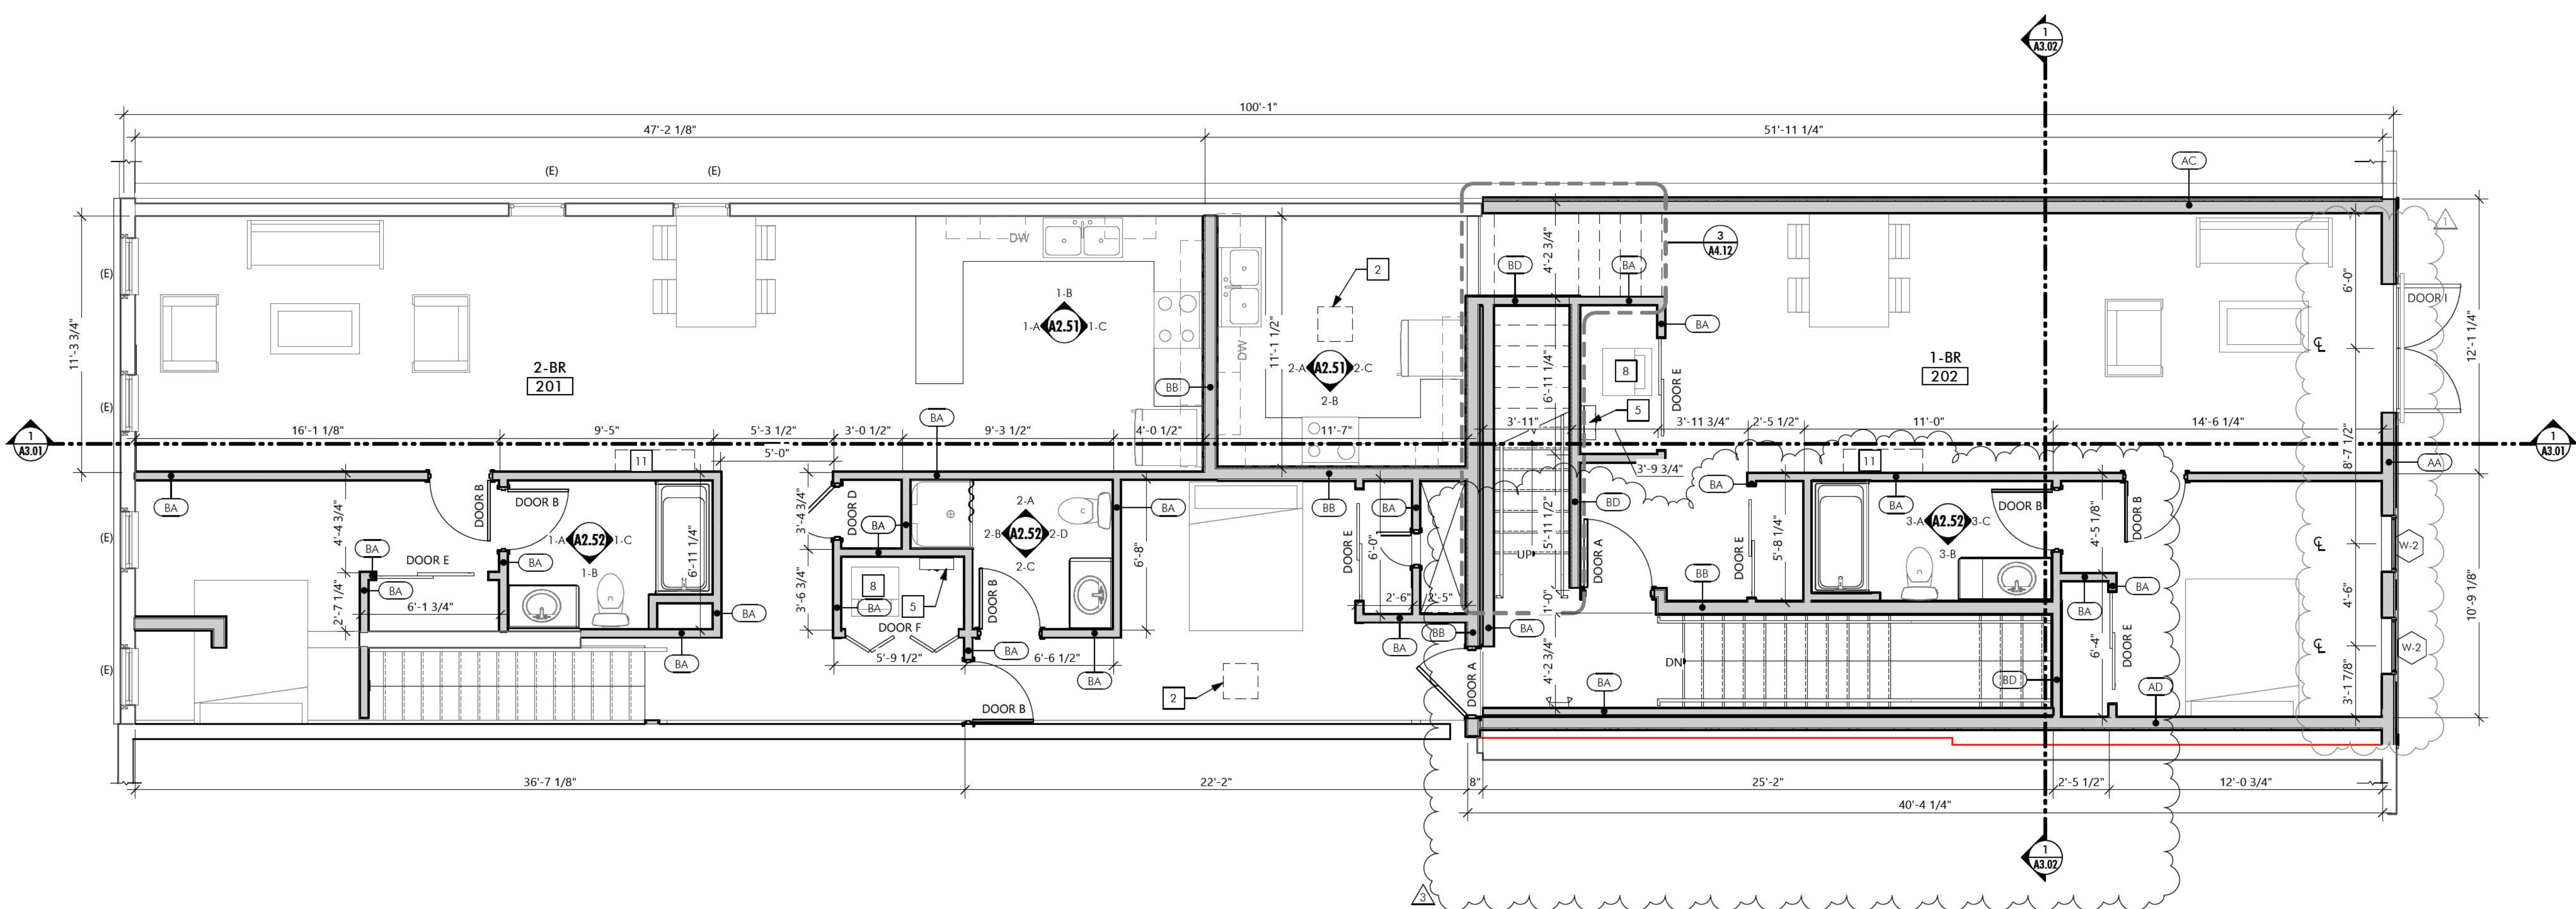 1
A3.02
100'-1"
47'-2 1/8"
51'-11 1/4"
(E)
(E)
AC
1
DW
3
A4.12
4'-2 3/4"
BD
BA
6'-0"
DOOR I
12'-1 1/4"
(E)
11'-3 3/4"
2
1-B
1-A
A2.51
1-C
DW
11'-1 1/2"
BA
2-BR
201
2-A
A2.51
2-C
2-B
6'-11 1/4"
8
DOOR E
1-BR
202
℄
BB
(E)
5
1
A3.01
16'-1 1/8"
9'-5"
5'-3 1/2"
5'-0"
3'-0 1/2"
BA
9'-3 1/2"
4'-0 1/2"
11'-7"
3'-11"
3'-11 3/4"
2'-5 1/2"
11'-0"
14'-6 1/4"
8'-7 1/2"
1
A3.01
11
3'-9 3/4"
11
AA
BA
4'-4 3/4"
DOOR B
DOOR B
DOOR D
3'-4 3/4"
BA
2-A
2-B
A2.52
2-D
2-C
BA
BB
BA
BD
BA
BA
DOOR B
4'-5 1/8"
DOOR B
(E)
BA
DOOR E
BA
1-A
A2.52
1-C
1-B
6'-11 1/4"
6'-8"
DOOR E
6'-0"
UP
5'-11 1/2"
DOOR A
DOOR E
5'-8 1/4"
3-A
A2.52
3-C
3-B
℄
W-2
2'-7 1/4"
BA
6'-1 3/4"
BA
3'-6 3/4"
8
BA
5
DOOR F
DOOR B
2'-6"
2'-5"
1'-0"
BB
BA
BA
4'-6"
10'-9 1/8"
BA
BA
BB
BA
BA
(E)
BA
5'-9 1/2"
6'-6 1/2"
BA
DOOR B
2
DOOR A
4'-2 3/4"
BA
DN
BD
6'-4"
DOOR E
AD
℄
W-2
3'-1 7/8"
36'-7 1/8"
22'-2"
8"
25'-2"
2'-5 1/2"
12'-0 3/4"
40'-4 1/4"
1
A3.02
3